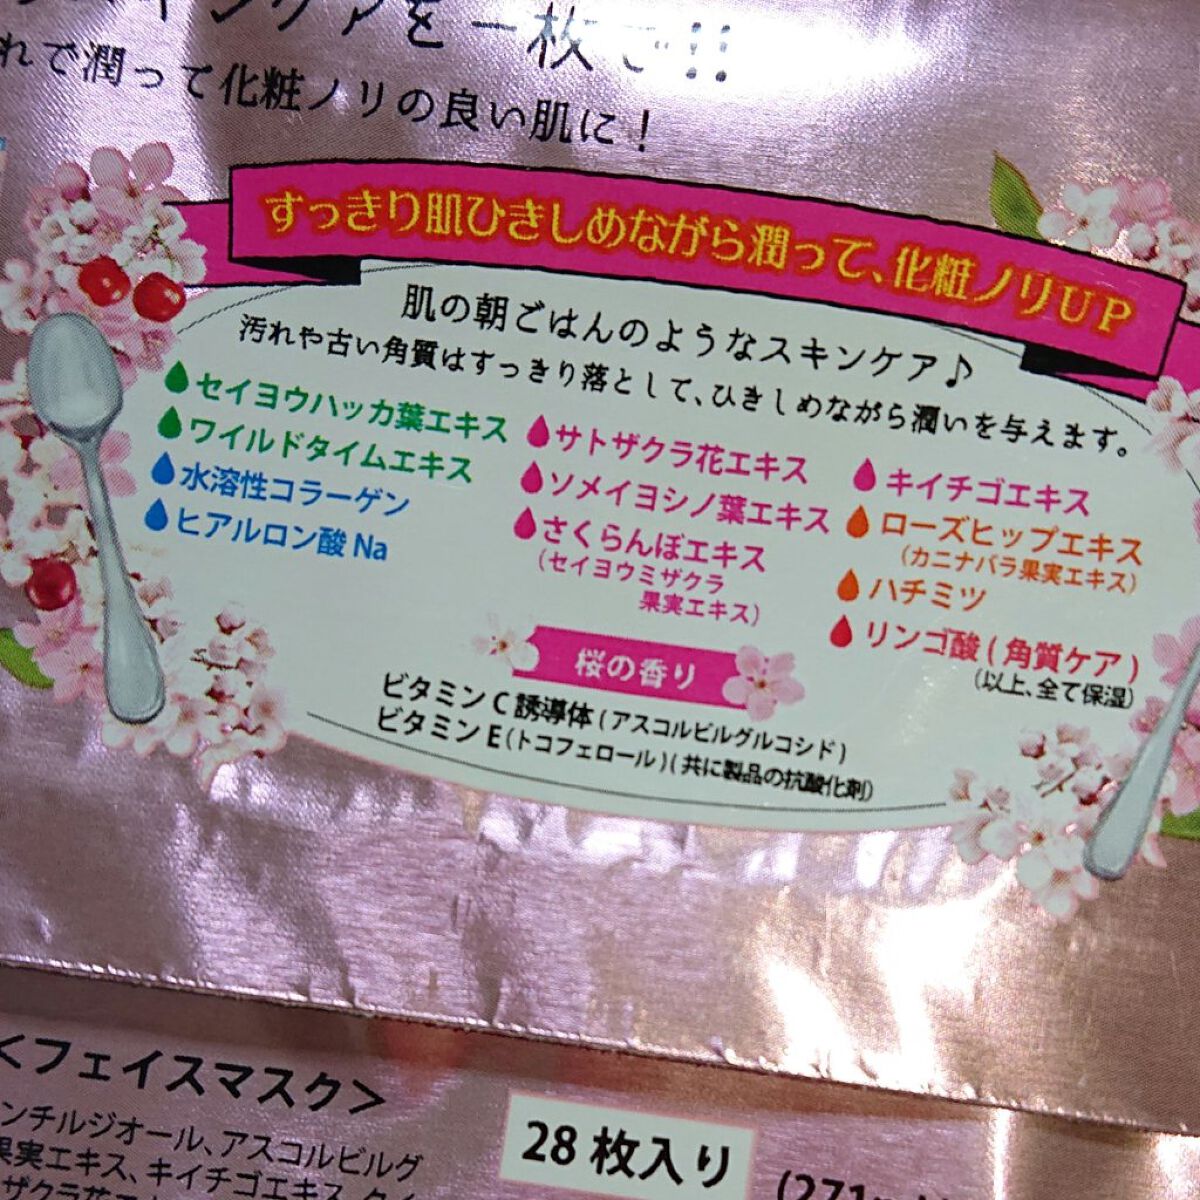 スキンケアを一枚で!!
れで潤って化粧ノリの良い肌に！
すっきり肌ひきしめながら潤って、化粧ノリUP
肌の朝ごはんのようなスキンケア♪
汚れや古い角質はすっきり落として、ひきしめながら潤いを与えます。
セイヨウハッカ葉エキス
ワイルドタイムエキス
水溶性コラーゲン
ヒアルロン酸Na
サトザクラ花エキス
ソメイヨシノ葉エキス
さくらんぼエキス
(セイヨウミザクラ
果実エキス)
キイチゴエキス
ローズヒップエキス
(カニナバラ果実エキス)
ハチミツ
リンゴ酸(角質ケア)
(以上、全て保湿)
桜の香り
ビタミンC誘導体(アスコルビルグルコシド)
ビタミンE(トコフェロール)(共に製品の抗酸化剤)
＜フェイスマスク＞
ンチルジオール、アスコルビルグ
果実エキス、キイチゴエキス
28枚入り
(271